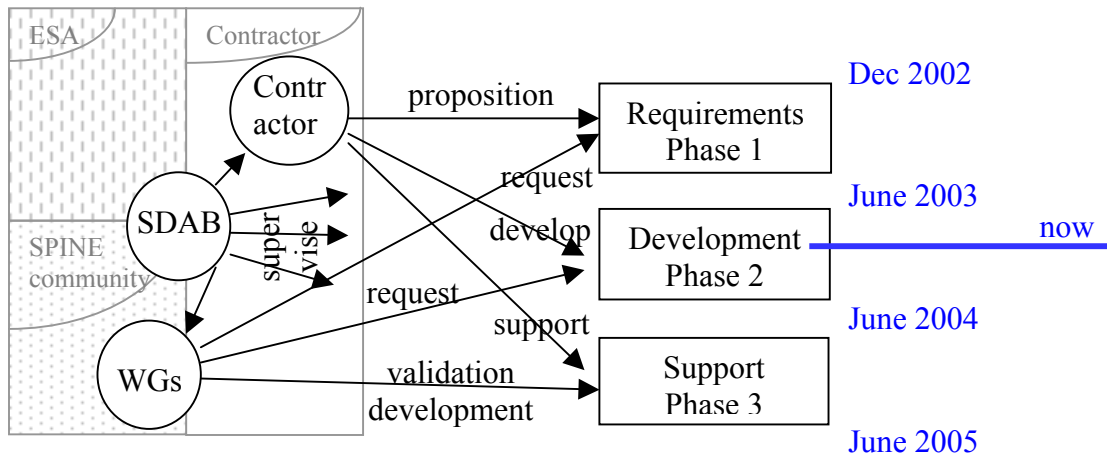 ESA
Contractor
Contr
actor
proposition
Dec 2002
Requirements
Phase 1
request
June 2003
SDAB
super
vise
develop
Development
Phase 2
now
SPINE
community
request
support
June 2004
WGs
validation
development
Support
Phase 3
June 2005